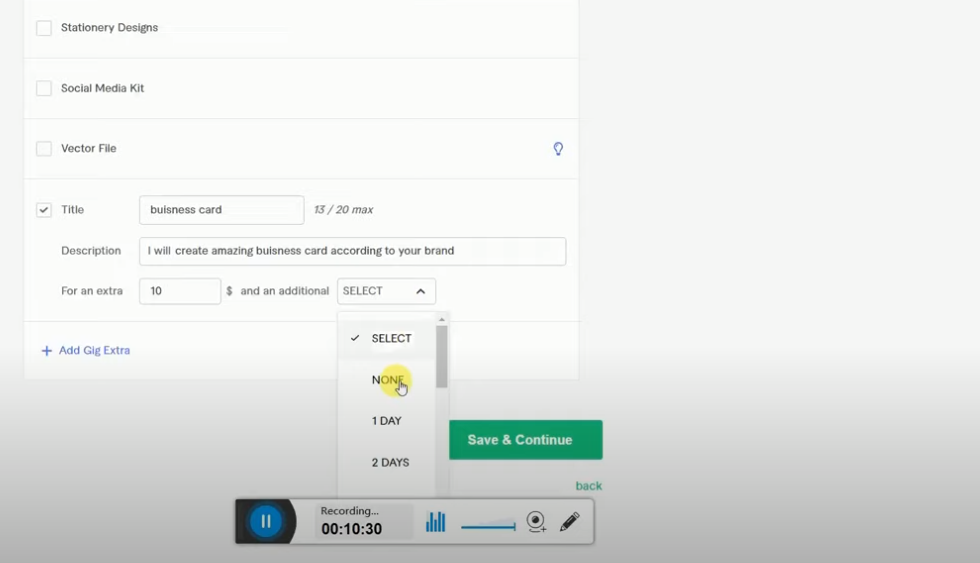 Stationery Designs
Social Media Kit
Vector File
Title buisness card 13 / 20 max
Description I will create amazing buisness card according to your brand
For an extra 10 $ and an additional SELECT
SELECT
+ Add Gig Extra
NONE
1 DAY
Save & Continue
2 DAYS
back
Recording...
00:10:30